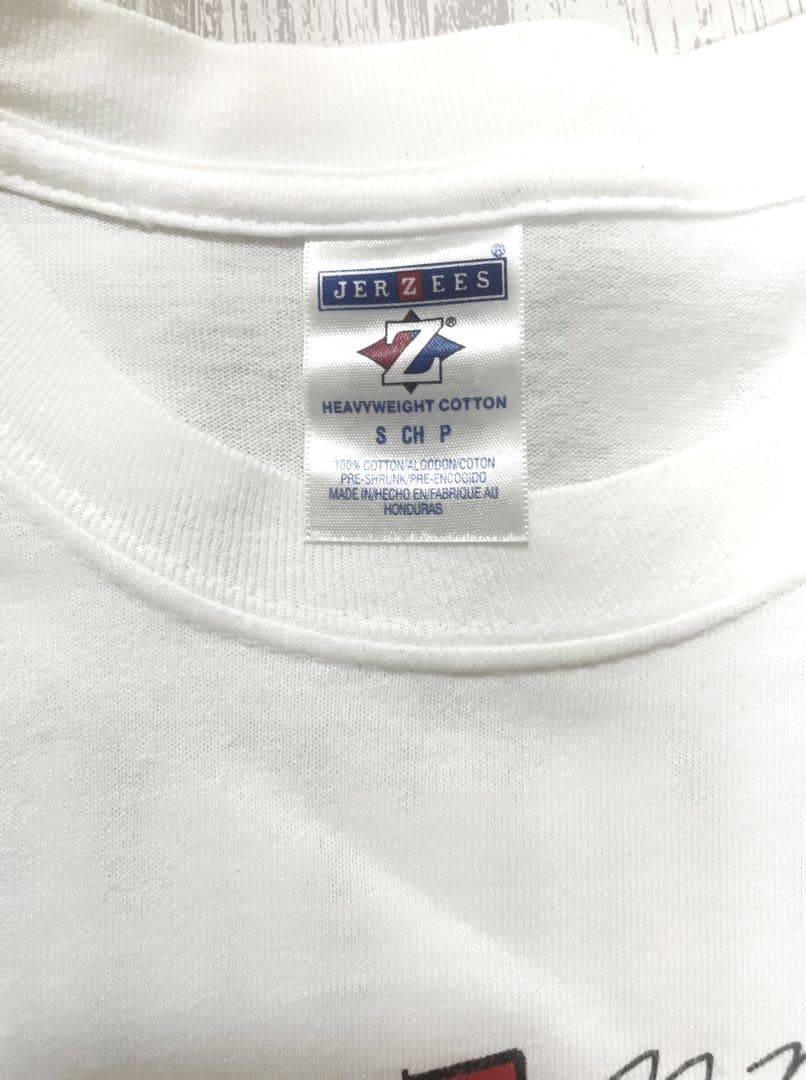 JERZEES®
Z®
HEAVYWEIGHT COTTON
S CH P
100% COTTON/ALGODON/COTON
PRE-SHRUNK/PRE-ENCOGIDO
MADE IN/HECHO EN/FABRIQUE AU
HONDURAS